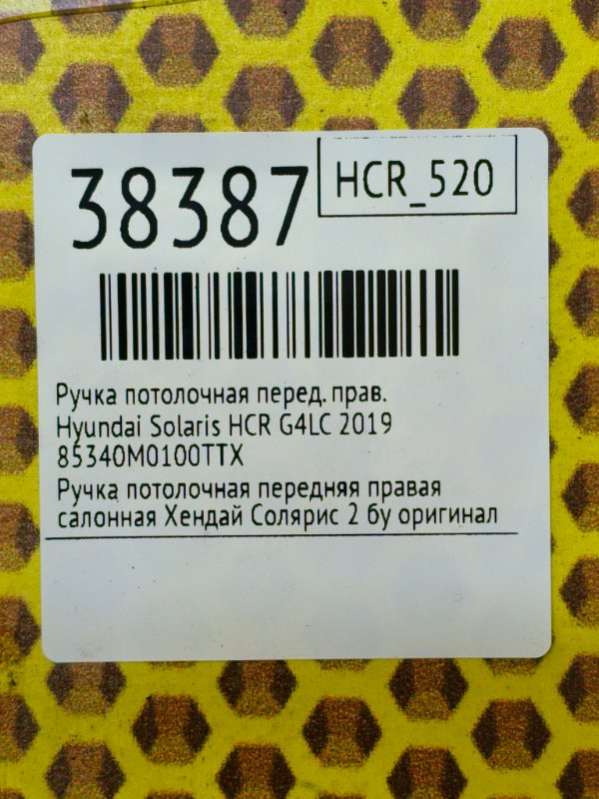 38387
HCR_520
Ручка потолочная перед. прав.
Hyundai Solaris HCR G4LC 2019
85340M0100TTX
Ручка потолочная передняя правая
салонная Хендай Солярис 2 бу оригинал